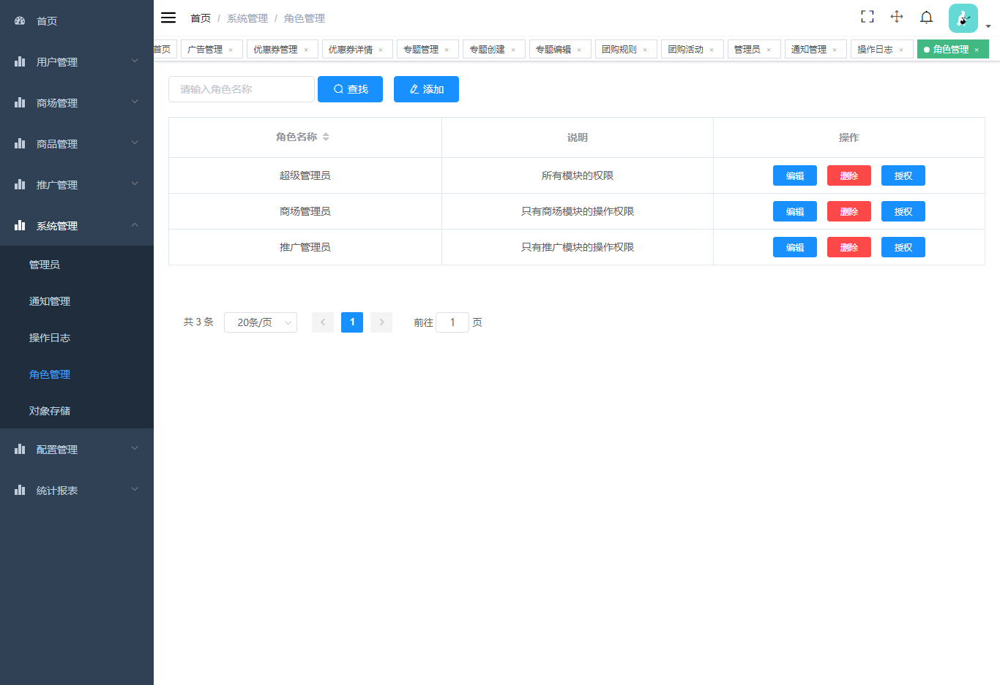 首页
用户管理
商场管理
商品管理
推广管理
系统管理
管理员
通知管理
操作日志
角色管理
对象存储
配置管理
统计报表
首页 / 系统管理 / 角色管理
首页 广告管理 × 优惠券管理 × 优惠券详情 × 专题管理 × 专题创建 × 专题编辑 × 团购规则 × 团购活动 × 管理员 × 通知管理 × 操作日志 × 角色管理 ×
请输入角色名称 查找 添加
角色名称 说明 操作
超级管理员 所有模块的权限 编辑 删除 授权
商场管理员 只有商场模块的操作权限 编辑 删除 授权
推广管理员 只有推广模块的操作权限 编辑 删除 授权
共 3 条 20条/页 1 前往 1 页